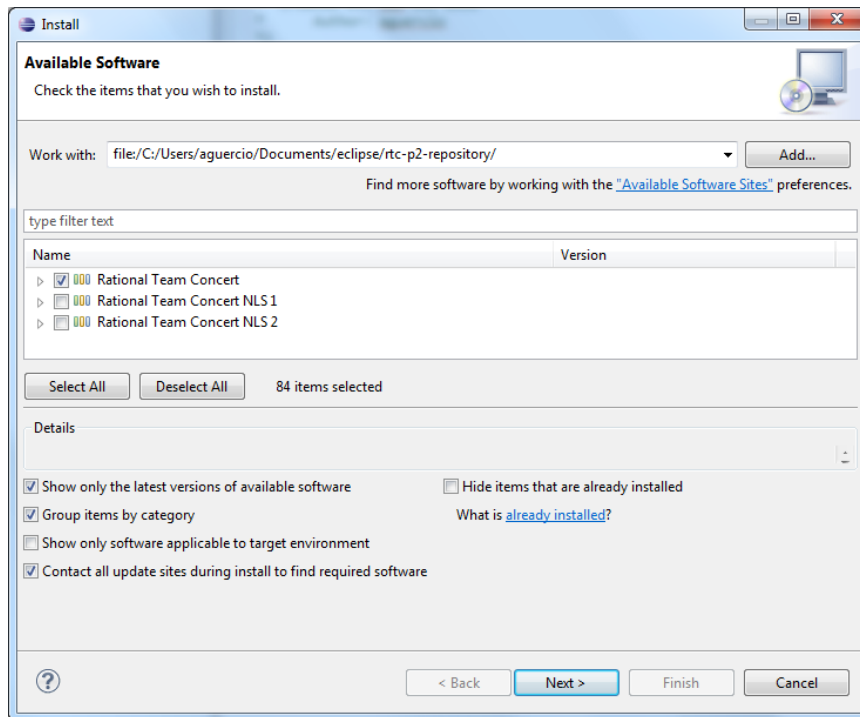 Install
Available Software
Check the items that you wish to install.
Work with: file:/C:/Users/aguercio/Documents/eclipse/rtc-p2-repository/ Add...
Find more software by working with the "Available Software Sites" preferences.
type filter text
Name Version
Rational Team Concert
Rational Team Concert NLS 1
Rational Team Concert NLS 2
Select All Deselect All 84 items selected
Details
Show only the latest versions of available software Hide items that are already installed
Group items by category What is already installed?
Show only software applicable to target environment
Contact all update sites during install to find required software
? < Back Next > Finish Cancel